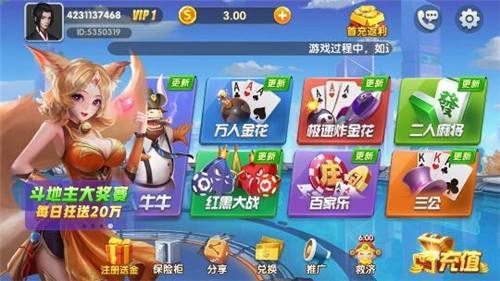 4231137468 VIP 1
ID:5350319
3.00
首充返利
游戏过程中，如i
更新
万人金花
更新
极速炸金花
更新
二人麻将
斗地主大奖赛
每日狂送20万
牛牛
更新
红黑大战
更新
百家乐
更新
三公
注册送金
保险柜
分享
兑换
推广
6:00
救济
充值